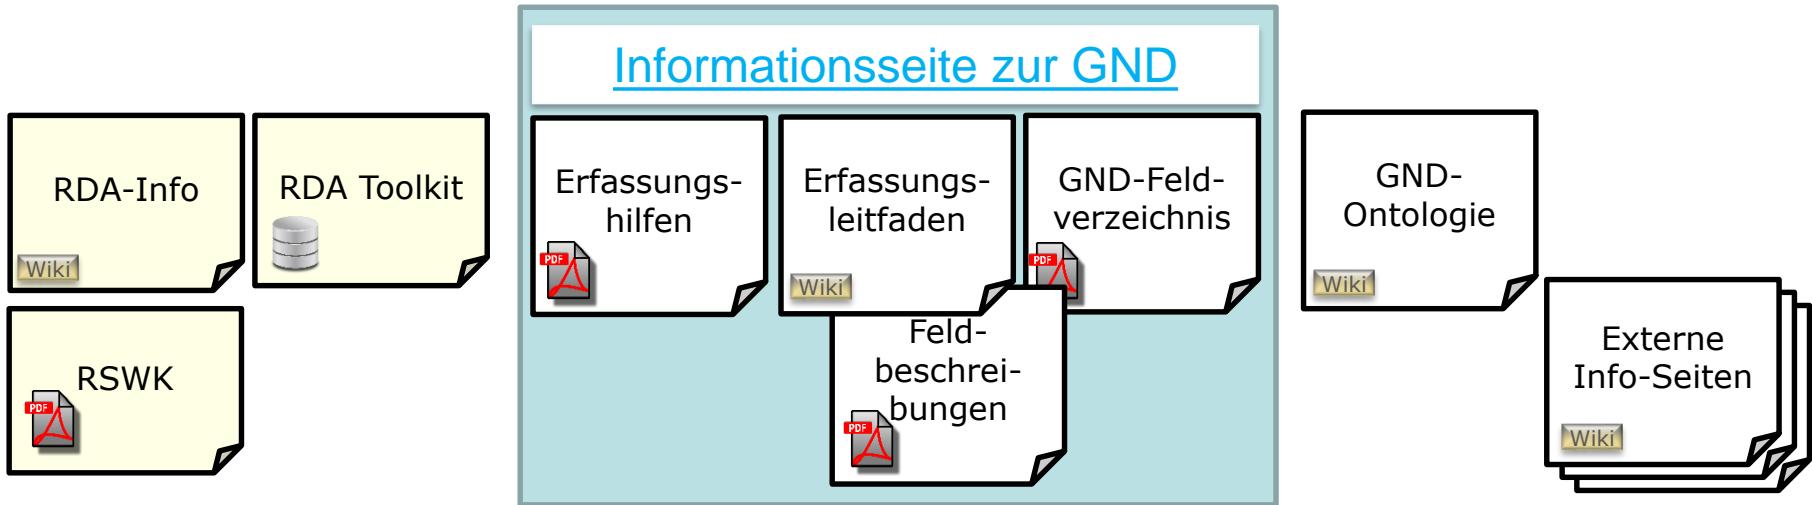 Informationsseite zur GND
RDA-Info
Wiki
RDA Toolkit
RSWK
PDF
Erfassungs-
hilfen
PDF
Erfassungs-
leitfaden
Wiki
GND-Feld-
verzeichnis
PDF
Feld-
beschrei-
bungen
PDF
GND-
Ontologie
Wiki
Externe
Info-Seiten
Wiki